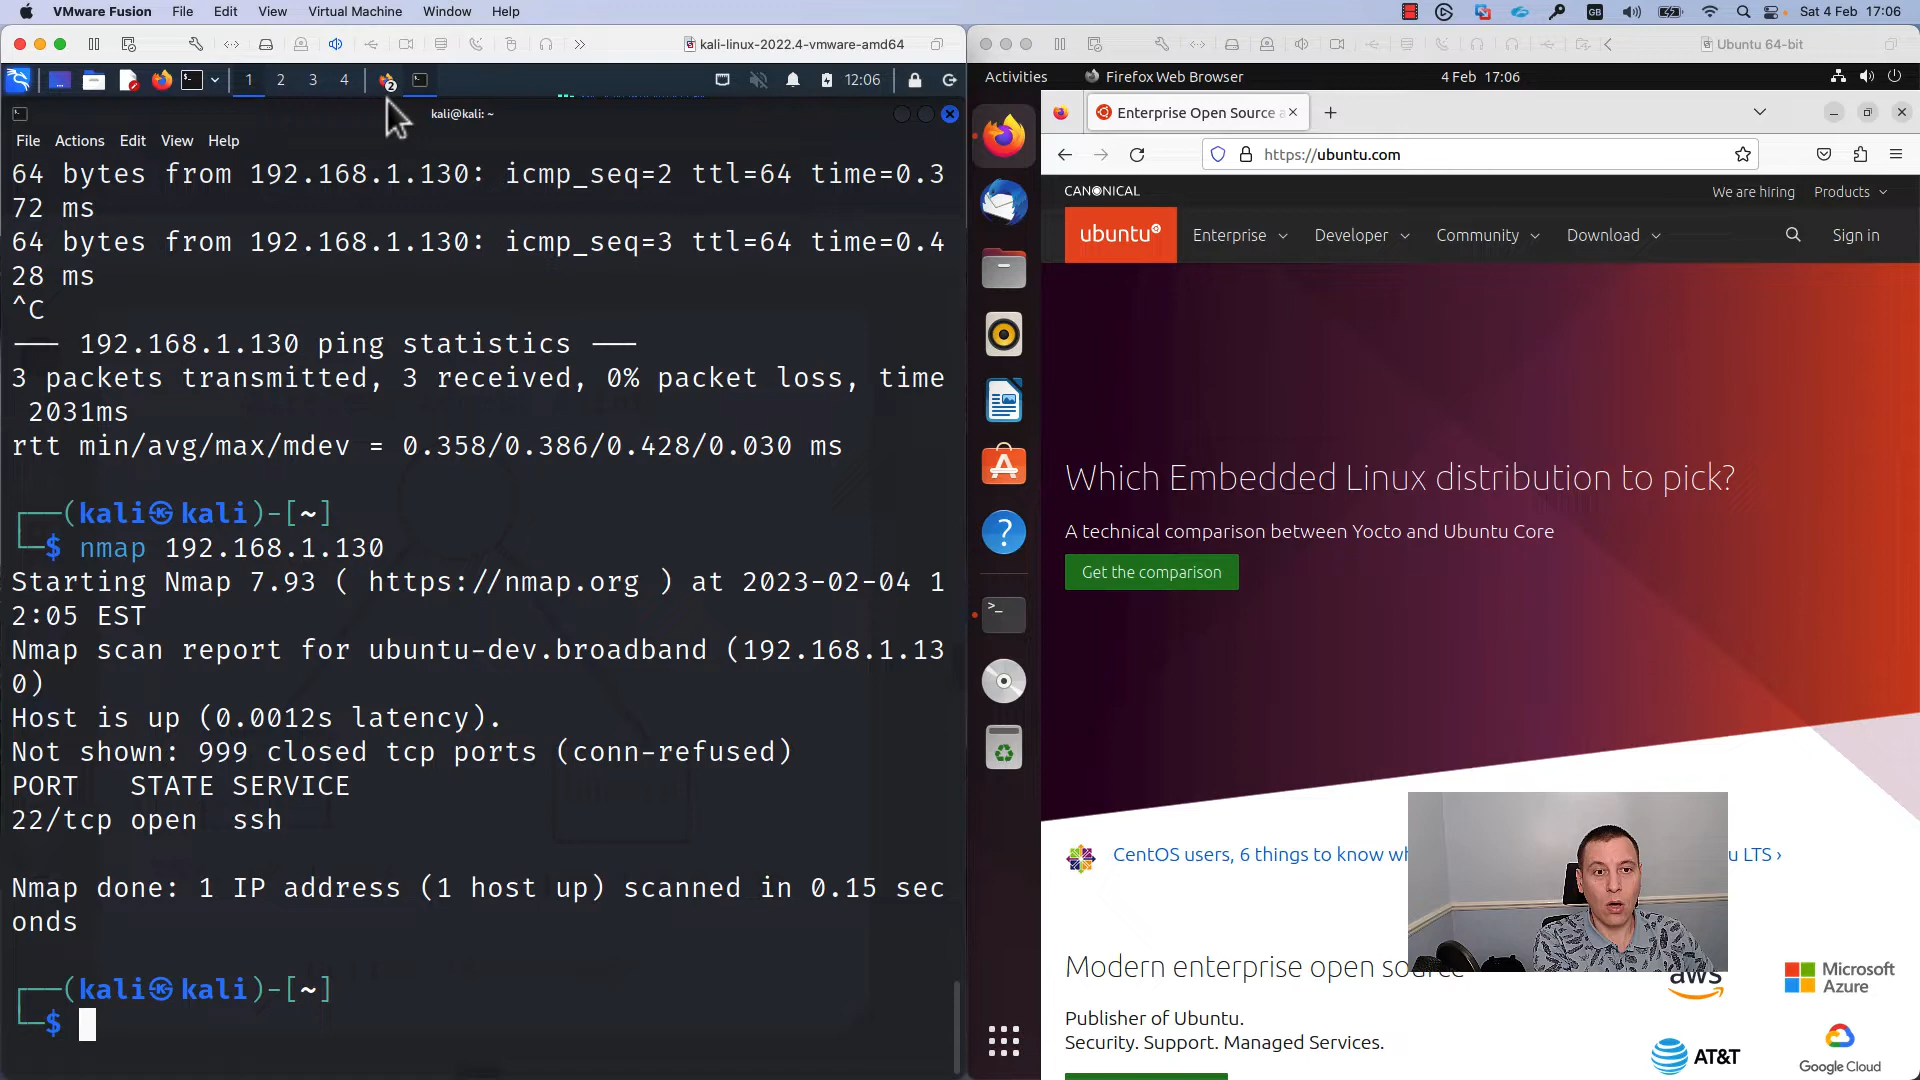 VMware Fusion File Edit View Virtual Machine Window Help
GB
Sat 4 Feb 17:06
kali-linux-2022.4-vmware-amd64
Ubuntu 64-bit
1 2 3 4
2
12:06
kali@kali: ~
File Actions Edit View Help
64 bytes from 192.168.1.130: icmp_seq=2 ttl=64 time=0.3
72 ms
64 bytes from 192.168.1.130: icmp_seq=3 ttl=64 time=0.4
28 ms
^C
--- 192.168.1.130 ping statistics ---
3 packets transmitted, 3 received, 0% packet loss, time
2031ms
rtt min/avg/max/mdev = 0.358/0.386/0.428/0.030 ms
┌──(kali㉿kali)-[~]
└─$ nmap 192.168.1.130
Starting Nmap 7.93 ( https://nmap.org ) at 2023-02-04 1
2:05 EST
Nmap scan report for ubuntu-dev.broadband (192.168.1.13
0)
Host is up (0.0012s latency).
Not shown: 999 closed tcp ports (conn-refused)
PORT STATE SERVICE
22/tcp open ssh
Nmap done: 1 IP address (1 host up) scanned in 0.15 sec
onds
┌──(kali㉿kali)-[~]
└─$
Activities Firefox Web Browser 4 Feb 17:06
Enterprise Open Source a
https://ubuntu.com
CANONICAL We are hiring Products
ubuntu Enterprise Developer Community Download Sign in
Which Embedded Linux distribution to pick?
A technical comparison between Yocto and Ubuntu Core
Get the comparison
CentOS users, 6 things to know wh
u LTS ›
Modern enterprise open source
Publisher of Ubuntu.
Security. Support. Managed Services.
aws
Microsoft
Azure
AT&T
Google Cloud